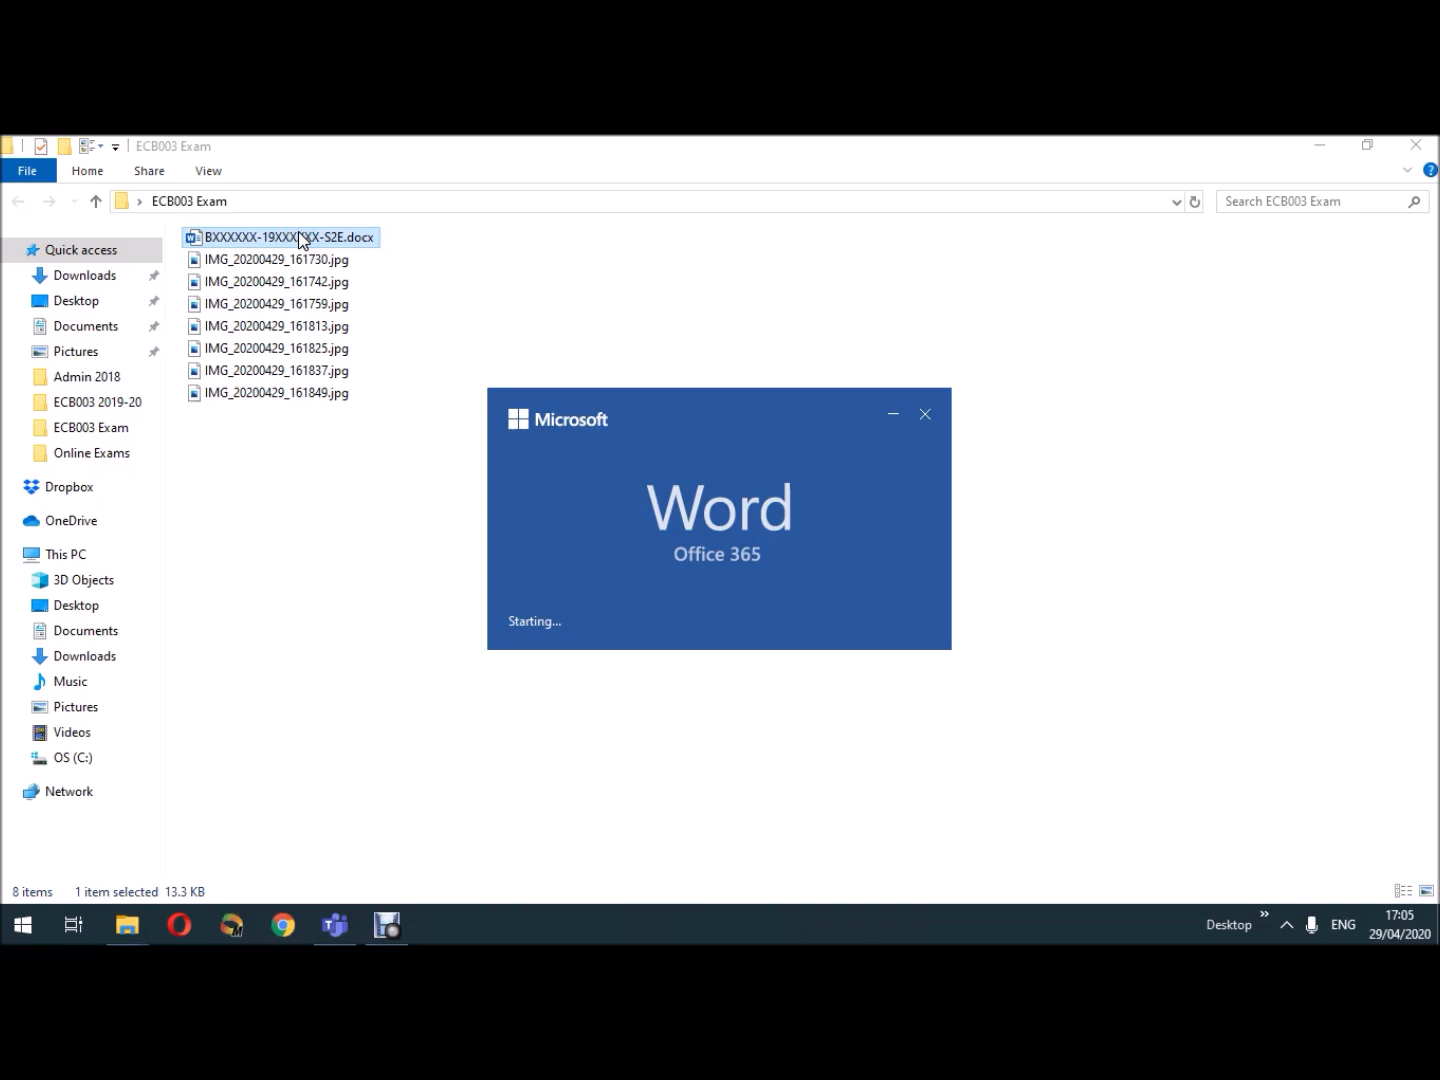 ECB003 Exam
File Home Share View
ECB003 Exam Search ECB003 Exam
Quick access
Downloads
Desktop
Documents
Pictures
Admin 2018
ECB003 2019-20
ECB003 Exam
Online Exams
Dropbox
OneDrive
This PC
3D Objects
Desktop
Documents
Downloads
Music
Pictures
Videos
OS (C:)
Network
IMG_20200429_161730.jpg
IMG_20200429_161742.jpg
IMG_20200429_161759.jpg
IMG_20200429_161813.jpg
IMG_20200429_161825.jpg
IMG_20200429_161837.jpg
IMG_20200429_161849.jpg
Microsoft
Word
Office 365
Starting...
8 items 1 item selected 13.3 KB
Desktop
ENG
17:05
29/04/2020